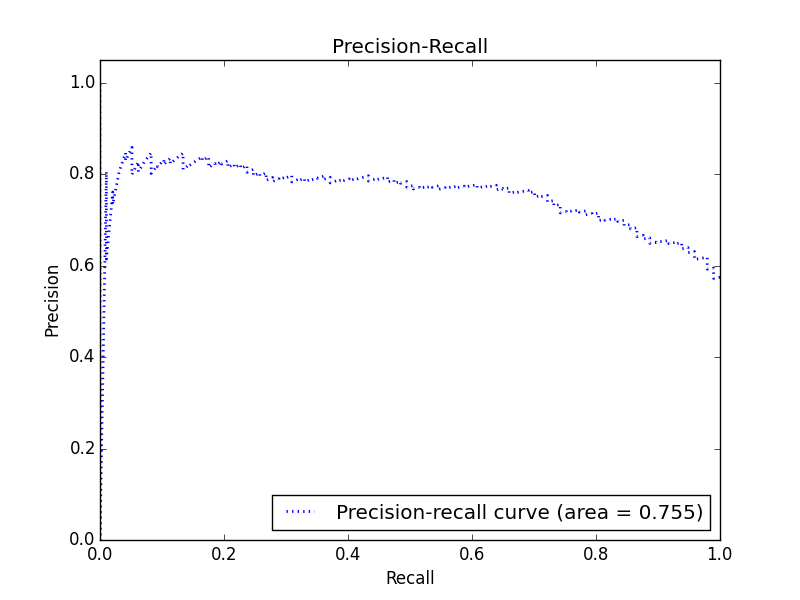 Precision-Recall
1.0
0.8
0.6
0.4
0.2
0.0
Precision
Precision-recall curve (area = 0.755)
0.0 0.2 0.4 0.6 0.8 1.0
Recall